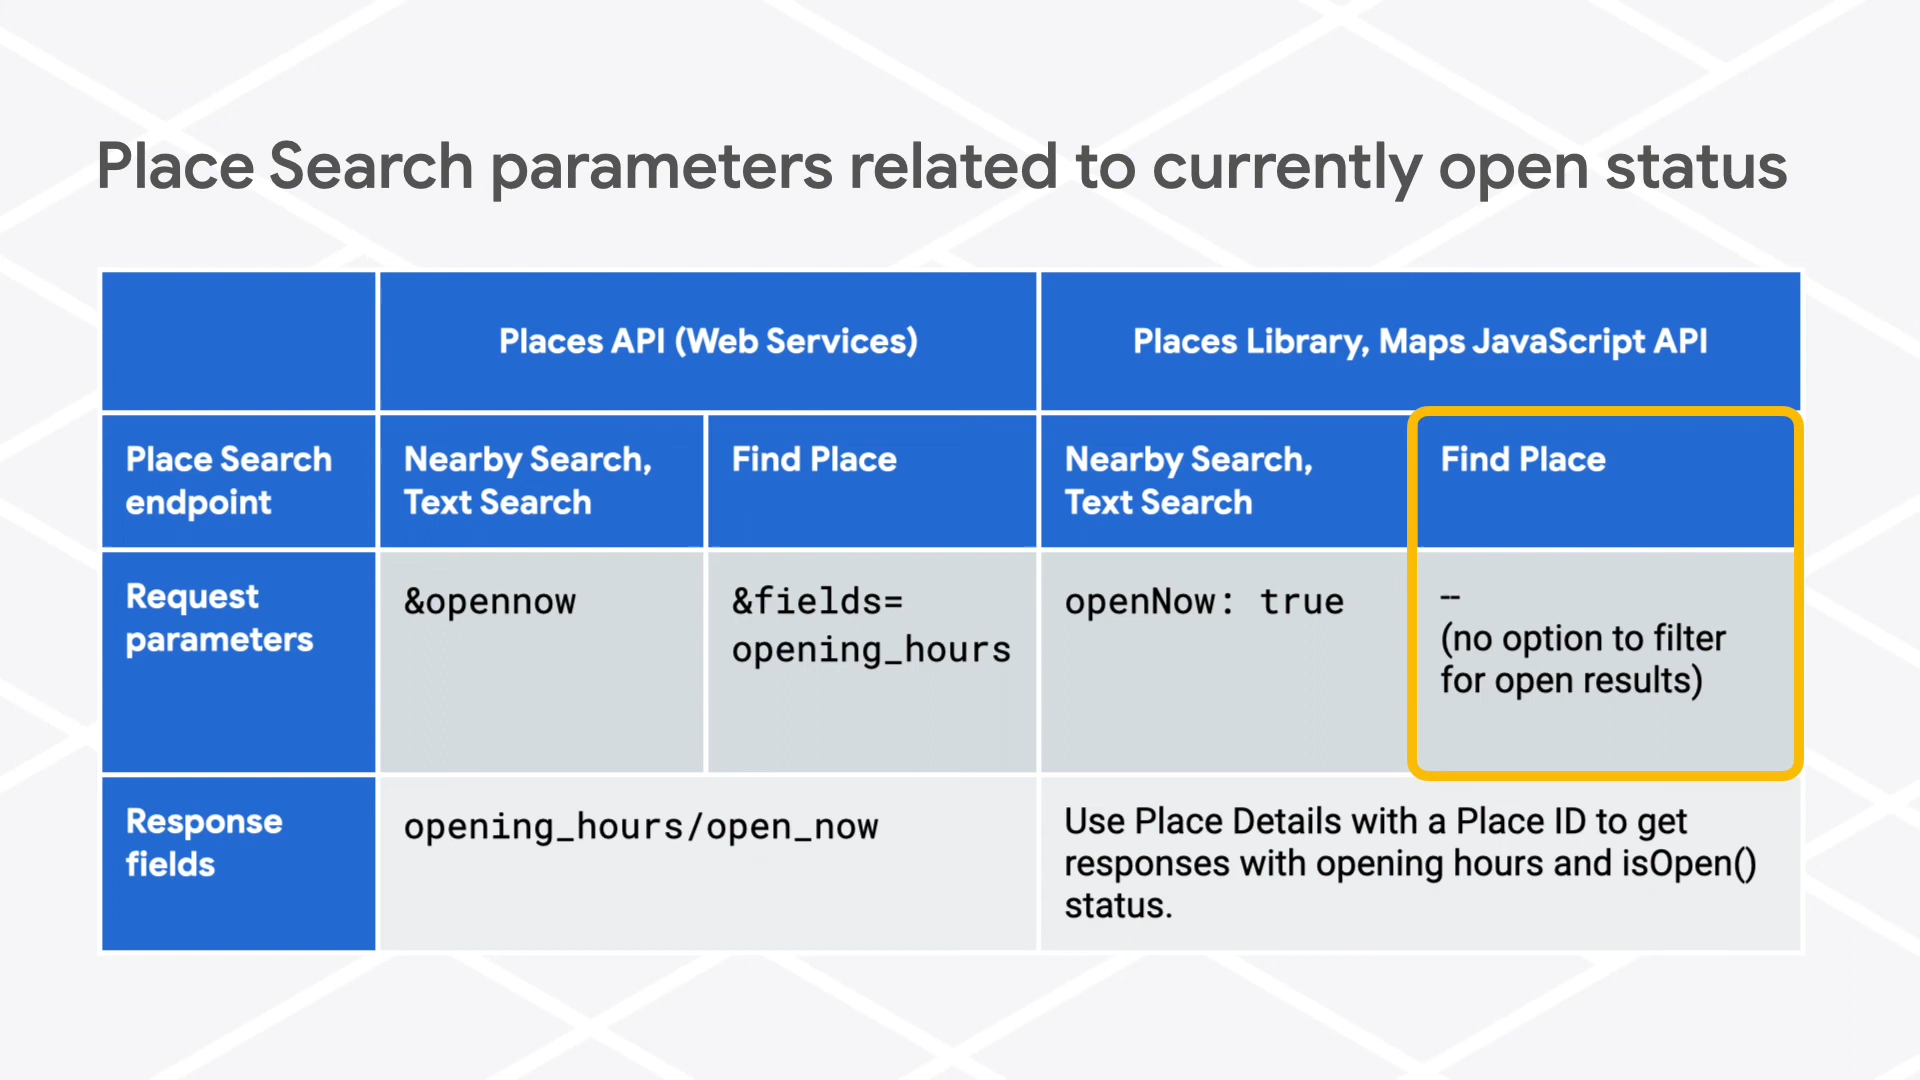 Place Search parameters related to currently open status
Places API (Web Services)
Places Library, Maps JavaScript API
Place Search
endpoint
Nearby Search,
Text Search
Find Place
Nearby Search,
Text Search
Find Place
Request
parameters
&opennow
&fields=
opening_hours
openNow: true
--
(no option to filter
for open results)
Response
fields
opening_hours/open_now
Use Place Details with a Place ID to get
responses with opening hours and isOpen()
status.